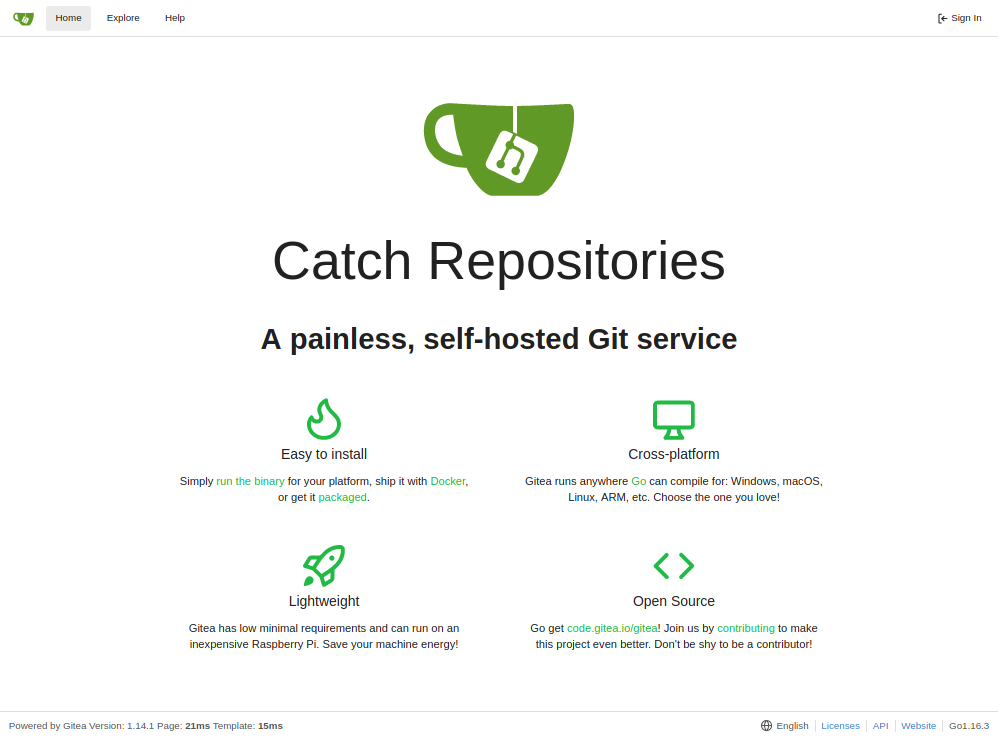 Home Explore Help Sign In
Catch Repositories
A painless, self-hosted Git service
Easy to install
Simply run the binary for your platform, ship it with Docker,
or get it packaged.
Cross-platform
Gitea runs anywhere Go can compile for: Windows, macOS,
Linux, ARM, etc. Choose the one you love!
Lightweight
Gitea has low minimal requirements and can run on an
inexpensive Raspberry Pi. Save your machine energy!
Open Source
Go get code.gitea.io/gitea! Join us by contributing to make
this project even better. Don't be shy to be a contributor!
Powered by Gitea Version: 1.14.1 Page: 21ms Template: 15ms English Licenses API Website Go1.16.3